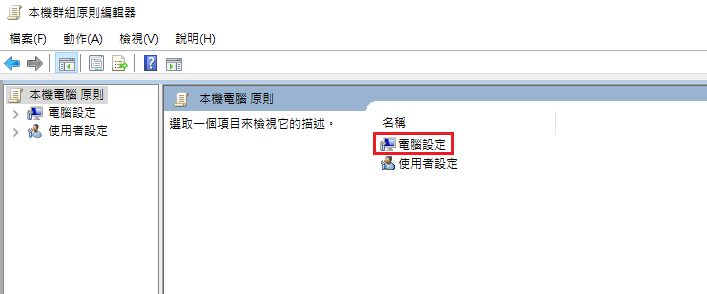 本機群組原則編輯器
檔案(F) 動作(A) 檢視(V) 說明(H)
本機電腦 原則
電腦設定
使用者設定
本機電腦 原則
選取一個項目來檢視它的描述。
名稱
電腦設定
使用者設定